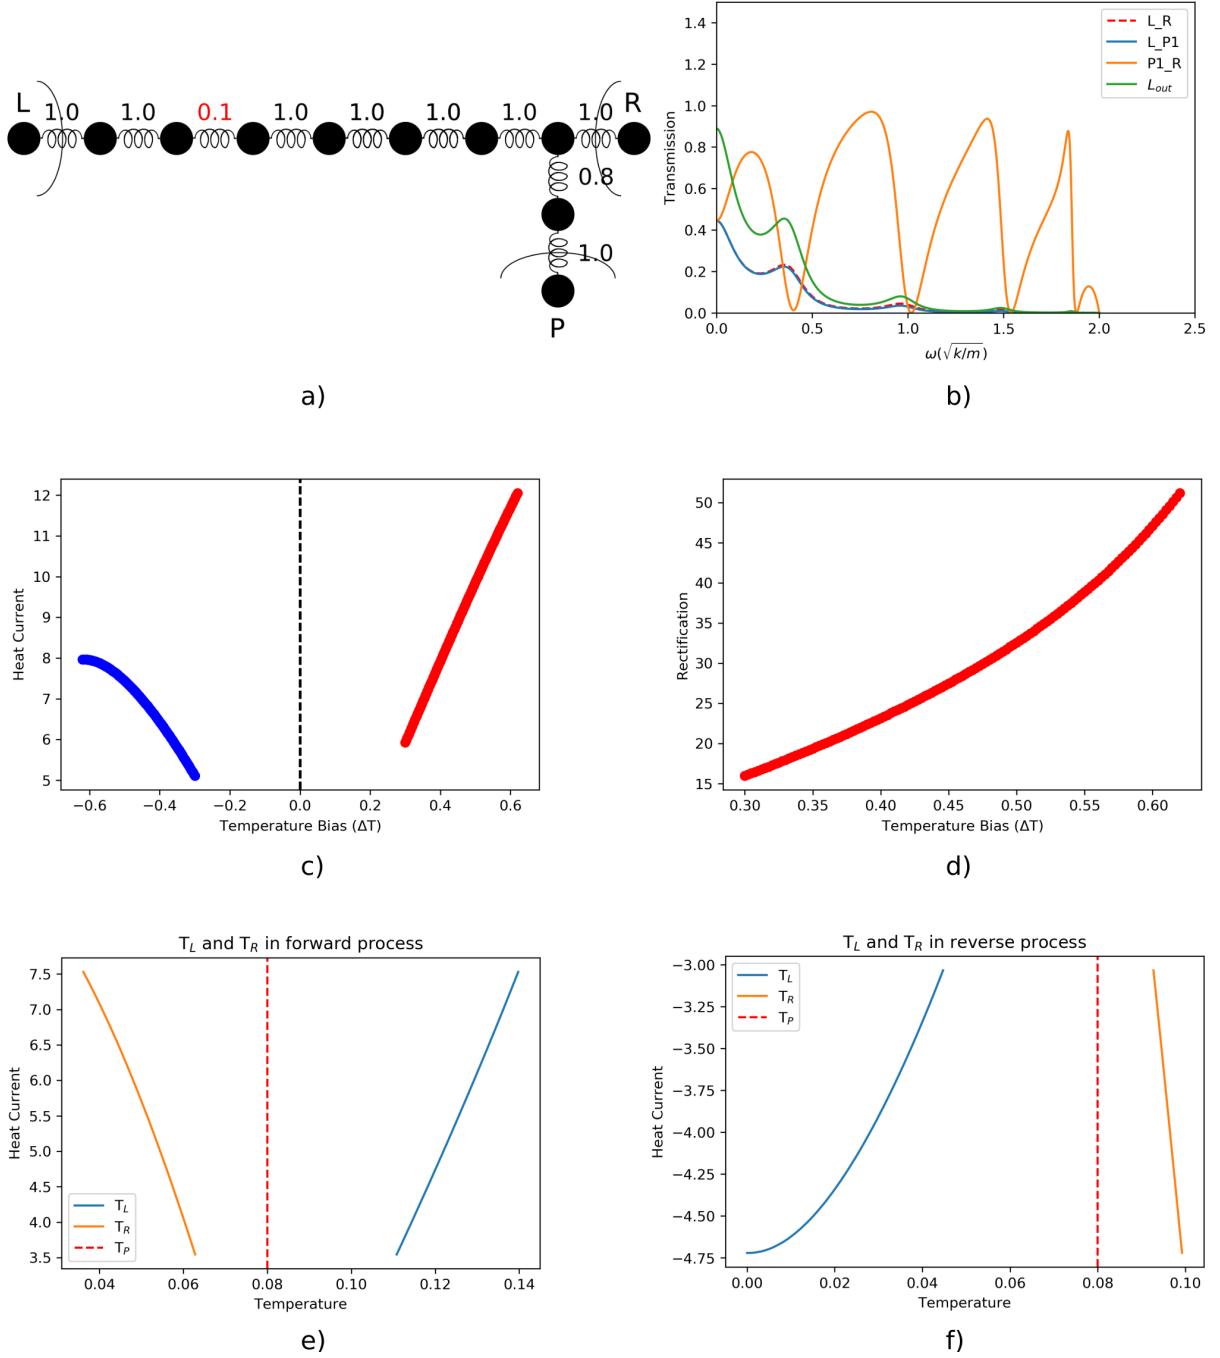 L
1.0
1.0
0.1
1.0
1.0
1.0
1.0
1.0
R
0.8
1.0
P
a)
1.4
1.2
1.0
0.8
0.6
0.4
0.2
0.0
Transmission
L_R
L_P1
P1_R
L_out
0.0
0.5
1.0
1.5
2.0
2.5
ω(√k/m)
b)
12
11
10
9
8
7
6
5
Heat Current
−0.6
−0.4
−0.2
0.0
0.2
0.4
0.6
Temperature Bias (ΔT)
c)
50
45
40
35
30
25
20
15
Rectification
0.30
0.35
0.40
0.45
0.50
0.55
0.60
Temperature Bias (ΔT)
d)
T_L and T_R in forward process
7.5
7.0
6.5
6.0
5.5
5.0
4.5
4.0
3.5
Heat Current
T_L
T_R
T_P
0.04
0.06
0.08
0.10
0.12
0.14
Temperature
e)
T_L and T_R in reverse process
−3.00
−3.25
−3.50
−3.75
−4.00
−4.25
−4.50
−4.75
Heat Current
T_L
T_R
T_P
0.00
0.02
0.04
0.06
0.08
0.10
Temperature
f)